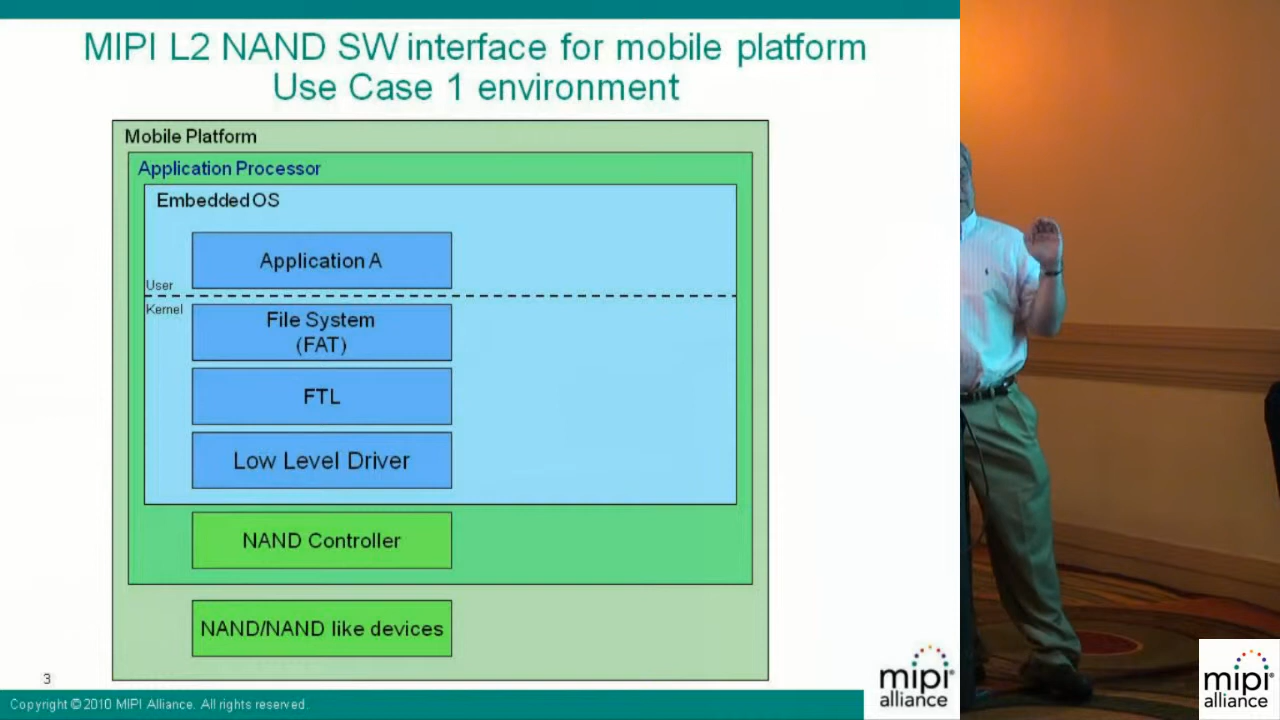 MIPI L2 NAND SW interface for mobile platform
Use Case 1 environment
Mobile Platform
Application Processor
Embedded OS
Application A
User
Kernel
File System
(FAT)
FTL
Low Level Driver
NAND Controller
NAND/NAND like devices
3
Copyright © 2010 MIPI Alliance. All rights reserved.
mipi
alliance
mipi
alliance